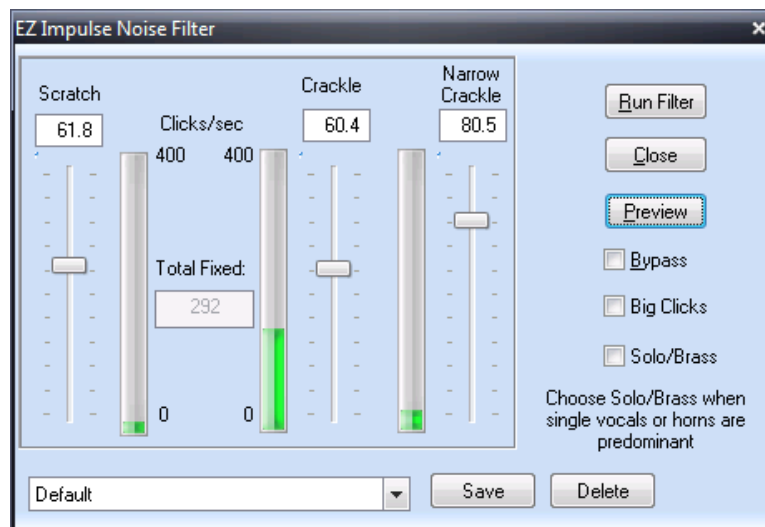 EZ Impulse Noise Filter
Scratch
61.8
Clicks/sec
400 400
Total Fixed:
292
0 0
Crackle
60.4
Narrow
Crackle
80.5
Run Filter
Close
Preview
Bypass
Big Clicks
Solo/Brass
Choose Solo/Brass when
single vocals or horns are
predominant
Default
Save
Delete